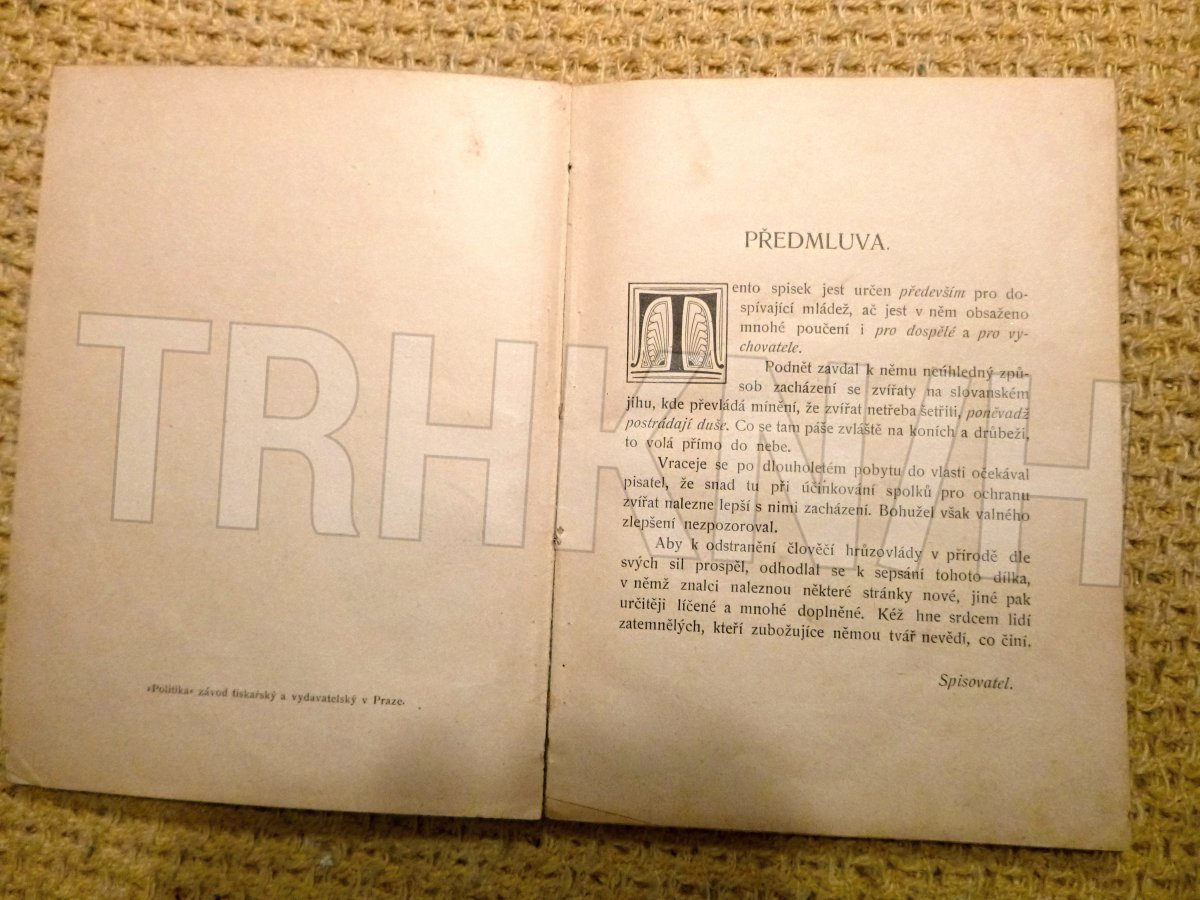 »Politika« závod tiskařský a vydavatelský v Praze.
PŘEDMLUVA.
Tento spisek jest určen především pro do-
spívající mládež, ač jest v něm obsaženo
mnohé poučení i pro dospělé a pro vy-
chovatele.
Podnět zavdal k němu neúhledný způ-
sob zacházení se zvířaty na slovanském
jihu, kde převládá mínění, že zvířat netřeba šetřiti, poněvadž
postrádají duše. Co se tam páše zvláště na koních a drůbeži,
to volá přímo do nebe.
Vraceje se po dlouholetém pobytu do vlasti očekával
pisatel, že snad tu při účinkování spolků pro ochranu
zvířat nalezne lepší s nimi zacházení. Bohužel však valného
zlepšení nezpozoroval.
Aby k odstranění člověčí hrůzovlády v přírodě dle
svých sil prospěl, odhodlal se k sepsání tohoto dílka,
v němž znalci naleznou některé stránky nové, jiné pak
určitěji líčené a mnohé doplněné. Kéž hne srdcem lidí
zatemnělých, kteří zubožujíce němou tvář nevědí, co činí.
Spisovatel.
TRHKNIH